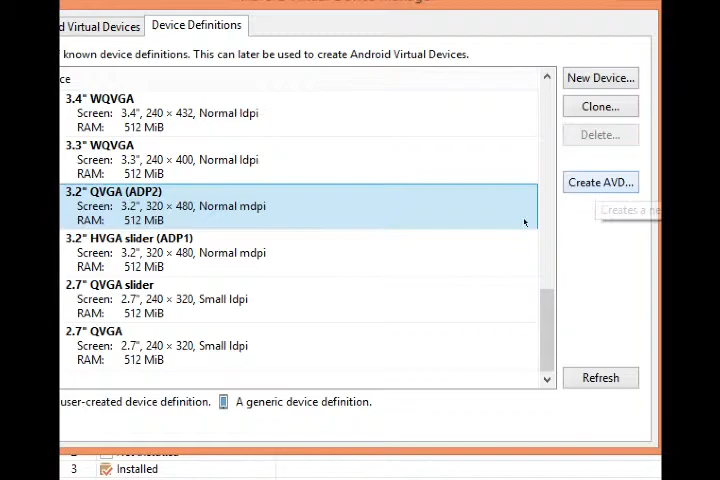 d Virtual Devices
Device Definitions
known device definitions. This can later be used to create Android Virtual Devices.
ce
3.4" WQVGA
Screen: 3.4", 240 × 432, Normal ldpi
RAM: 512 MiB
3.3" WQVGA
Screen: 3.3", 240 × 400, Normal ldpi
RAM: 512 MiB
3.2" QVGA (ADP2)
Screen: 3.2", 320 × 480, Normal mdpi
RAM: 512 MiB
3.2" HVGA slider (ADP1)
Screen: 3.2", 320 × 480, Normal mdpi
RAM: 512 MiB
2.7" QVGA slider
Screen: 2.7", 240 × 320, Small ldpi
RAM: 512 MiB
2.7" QVGA
Screen: 2.7", 240 × 320, Small ldpi
RAM: 512 MiB
New Device...
Clone...
Delete...
Create AVD...
Creates a ne
Refresh
user-created device definition.
A generic device definition.
3 Installed